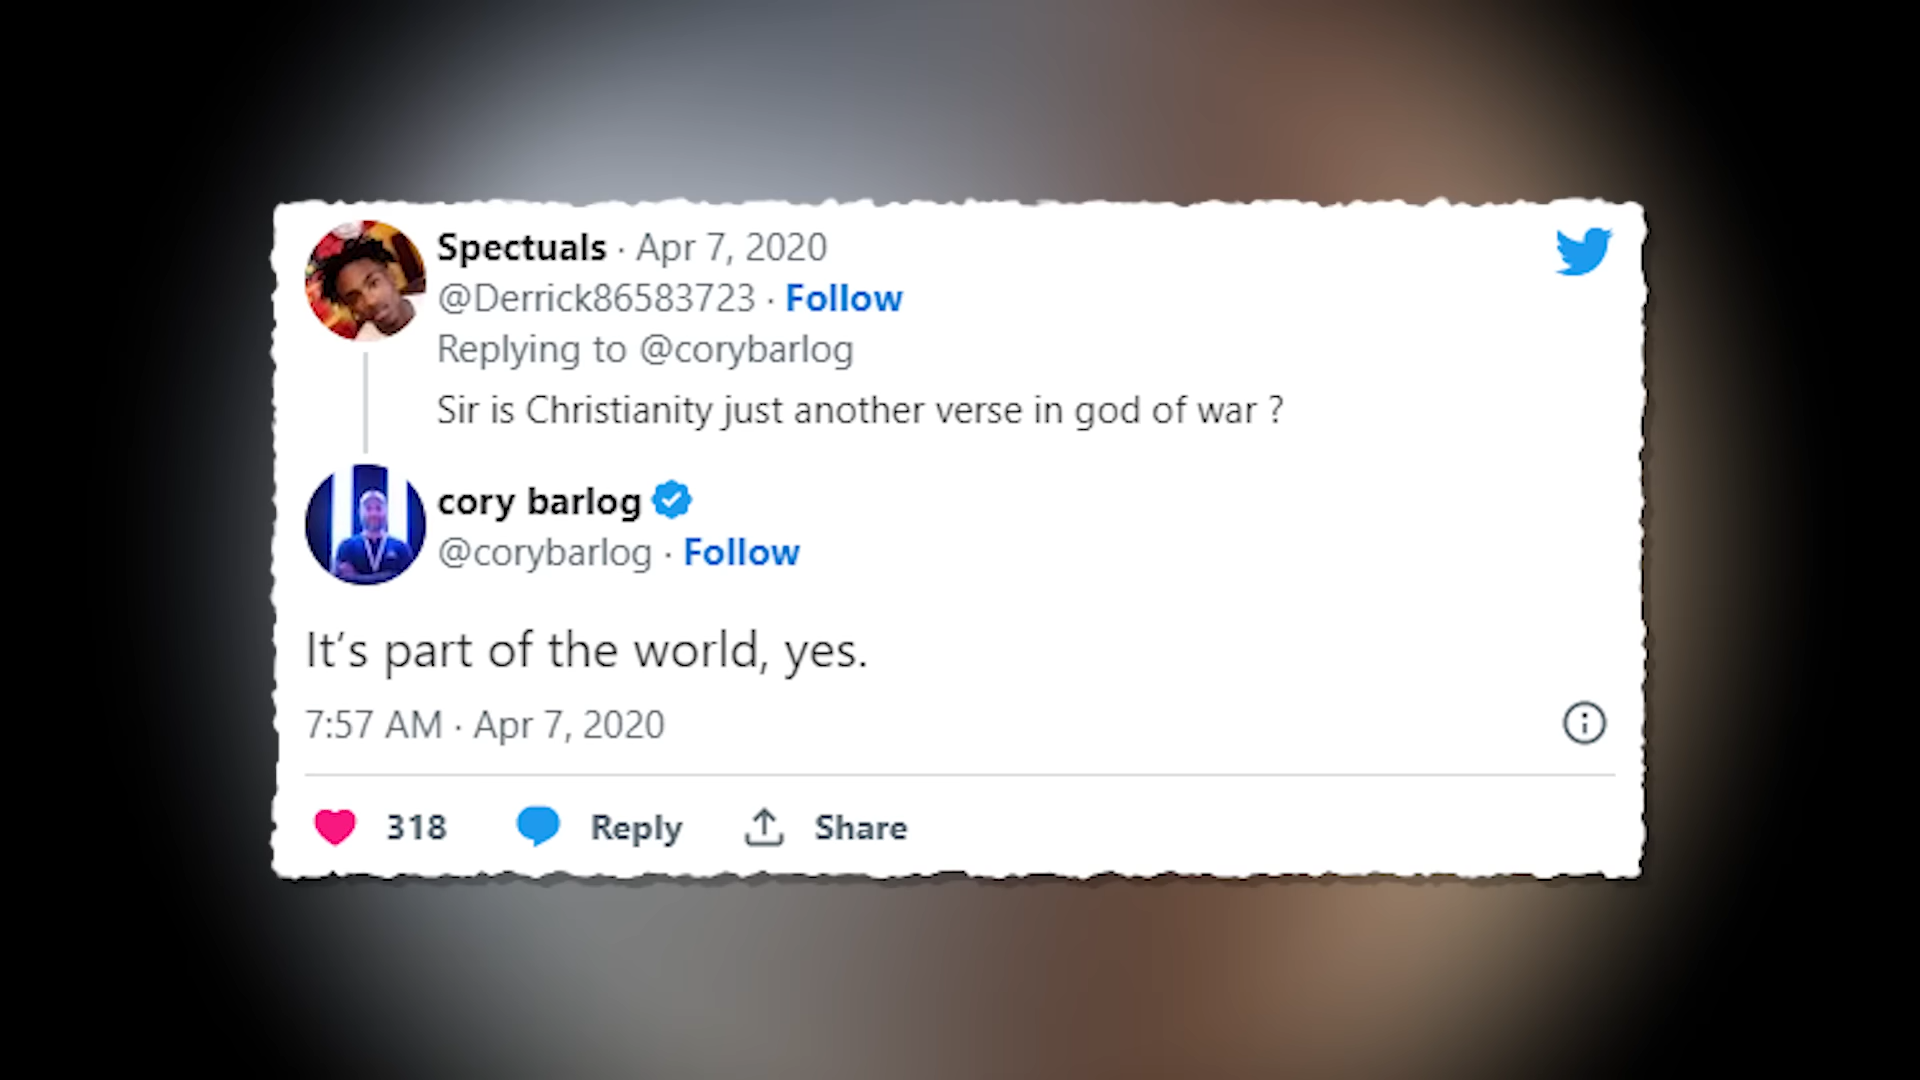 Spectuals · Apr 7, 2020
@Derrick86583723 · Follow
Replying to @corybarlog
Sir is Christianity just another verse in god of war ?
cory barlog
@corybarlog · Follow
It’s part of the world, yes.
7:57 AM · Apr 7, 2020
318 Reply Share